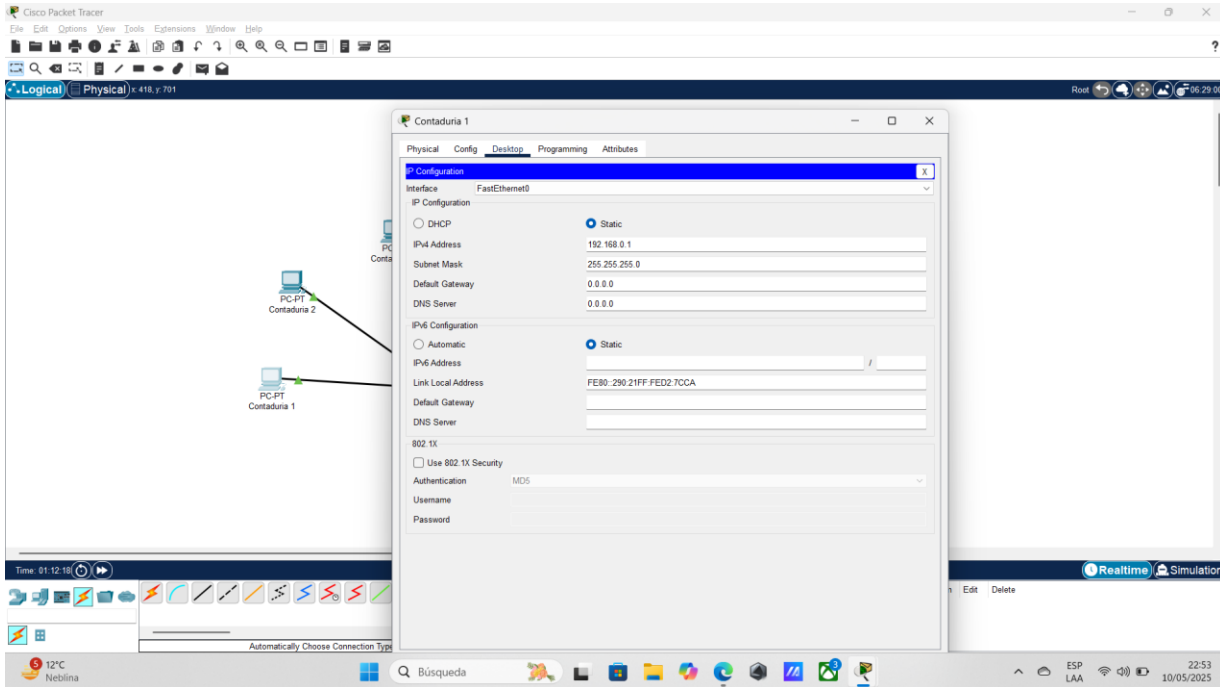 Cisco Packet Tracer
File Edit Options View Tools Extensions Window Help
?
Logical Physical x: 418, y: 701 Root 06:29:00
Contaduria 1
Physical Config Desktop Programming Attributes
IP Configuration X
Interface FastEthernet0
IP Configuration
DHCP Static
IPv4 Address 192.168.0.1
Subnet Mask 255.255.255.0
Default Gateway 0.0.0.0
DNS Server 0.0.0.0
IPv6 Configuration
Automatic Static
IPv6 Address /
Link Local Address FE80::290:21FF:FED2:7CCA
Default Gateway
DNS Server
802.1X
Use 802.1X Security
Authentication MD5
Username
Password
PC
Conta
PC-PT
Contaduria 2
PC-PT
Contaduria 1
Time: 01:12:18 Realtime Simulation
Edit Delete
Automatically Choose Connection Type
5 12°C
Neblina
Búsqueda
3
ESP
LAA
22:53
10/05/2025